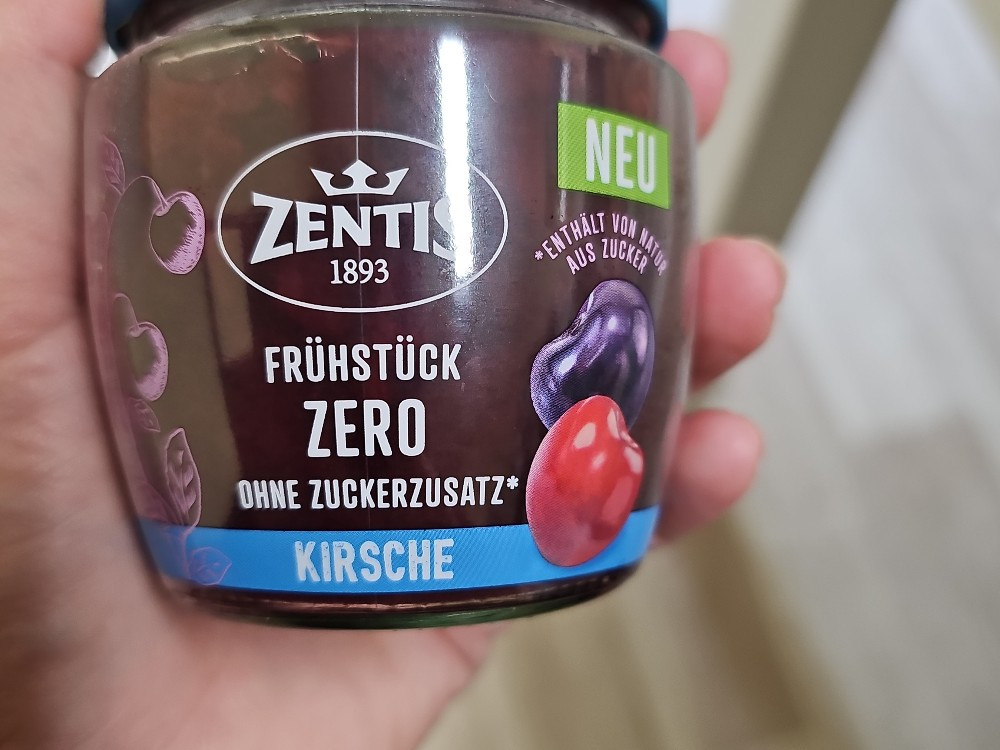 NEU
ZENTIS
1893
*ENTHÄLT VON NATUR
AUS ZUCKER
FRÜHSTÜCK
ZERO
OHNE ZUCKERZUSATZ*
KIRSCHE